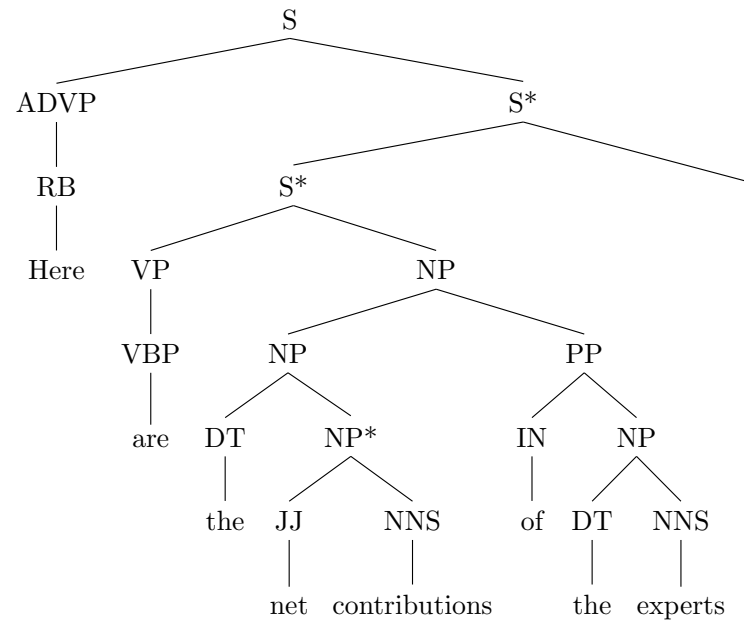 S
ADVP S*
RB S*
Here VP NP
VBP NP PP
are DT NP* IN NP
the JJ NNS of DT NNS
net contributions the experts